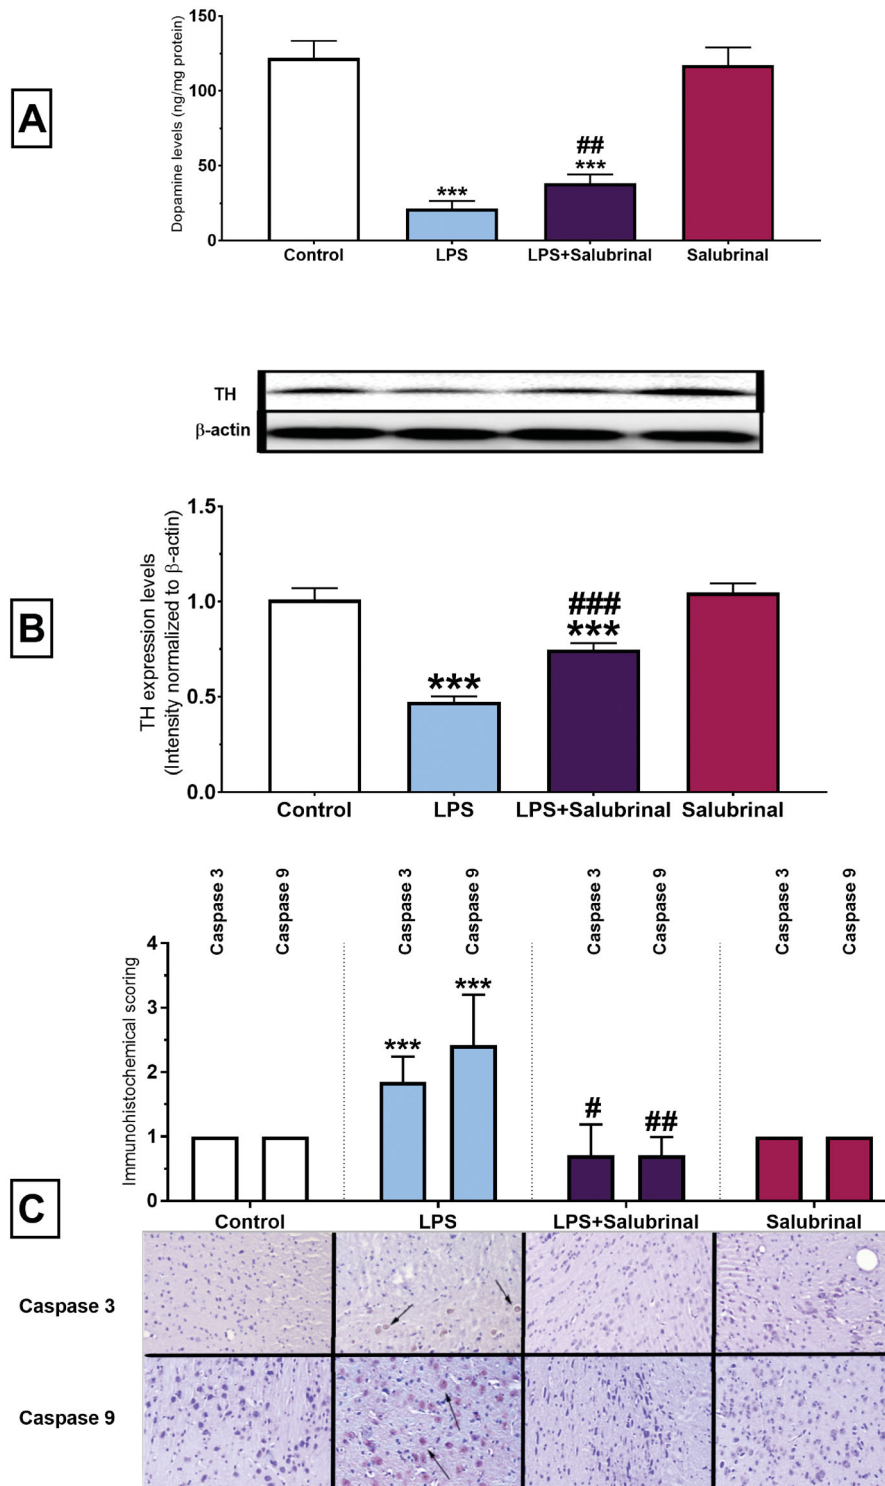 A
Dopamine levels (ng/mg protein)
150
100
50
0
***
##
***
Control LPS LPS+Salubrinal Salubrinal
TH
β-actin
B
TH expression levels
(Intensity normalized to β-actin)
1.5
1.0
0.5
0.0
***
###
***
Control LPS LPS+Salubrinal Salubrinal
C
Caspase 3 Caspase 9 Caspase 3 Caspase 9 Caspase 3 Caspase 9 Caspase 3 Caspase 9
Immunohistochemical scoring
4
3
2
1
0
*** *** # ##
Control LPS LPS+Salubrinal Salubrinal
Caspase 3
Caspase 9